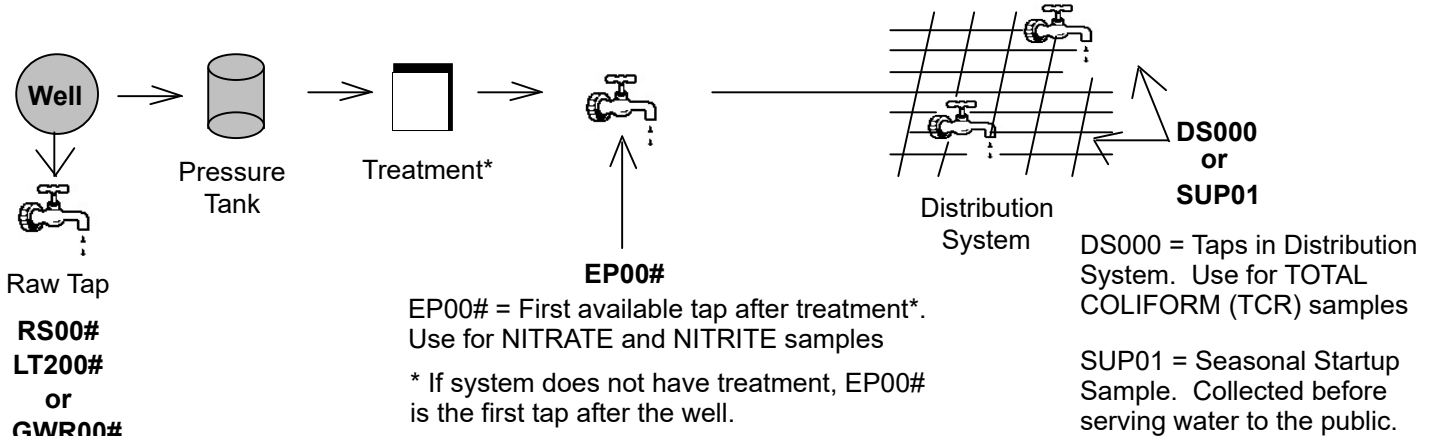 Well
Pressure
Tank
Treatment*
Raw Tap
RS00#
LT200#
or
GWR00#
EP00#
EP00# = First available tap after treatment*.
Use for NITRATE and NITRITE samples
* If system does not have treatment, EP00#
is the first tap after the well.
Distribution
System
DS000
or
SUP01
DS000 = Taps in Distribution
System. Use for TOTAL
COLIFORM (TCR) samples
SUP01 = Seasonal Startup
Sample. Collected before
serving water to the public.